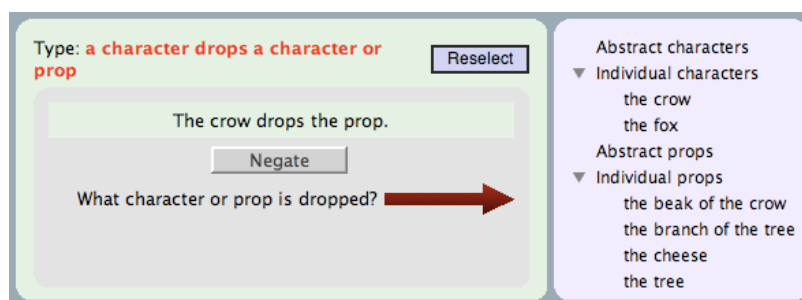 Type: a character drops a character or
prop
Reselect
The crow drops the prop.
Negate
What character or prop is dropped?
Abstract characters
Individual characters
the crow
the fox
Abstract props
Individual props
the beak of the crow
the branch of the tree
the cheese
the tree